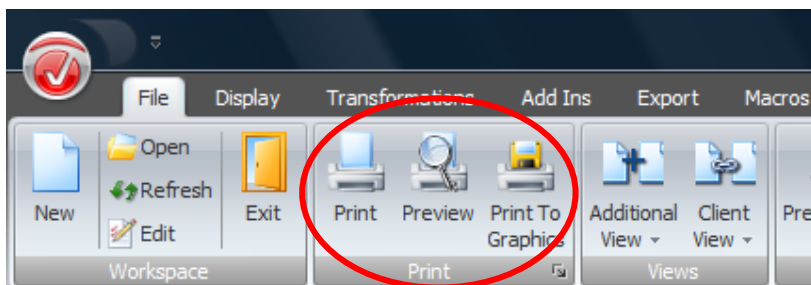 File Display Transformations Add Ins Export Macros
Open
Refresh
New Edit Exit Print Preview Print To Graphics Additional View Client View Pre
Workspace Print Views